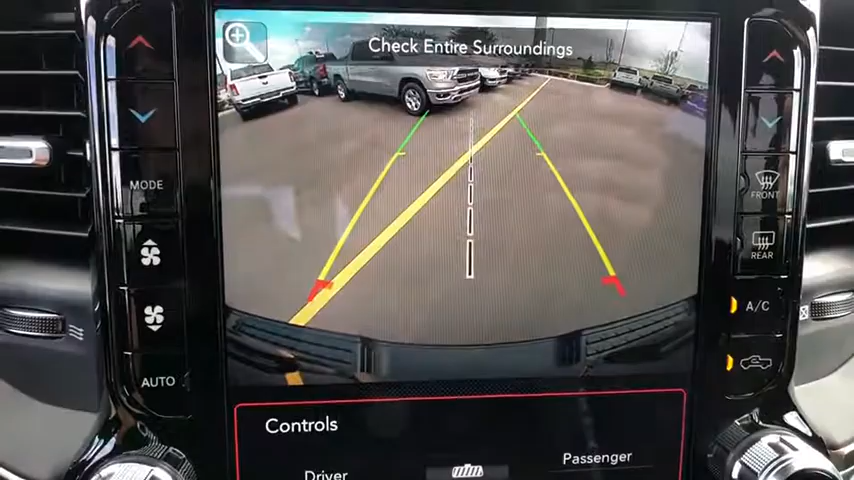 Check Entire Surroundings
MODE
FRONT
REAR
A/C
AUTO
Controls
Driver
Passenger